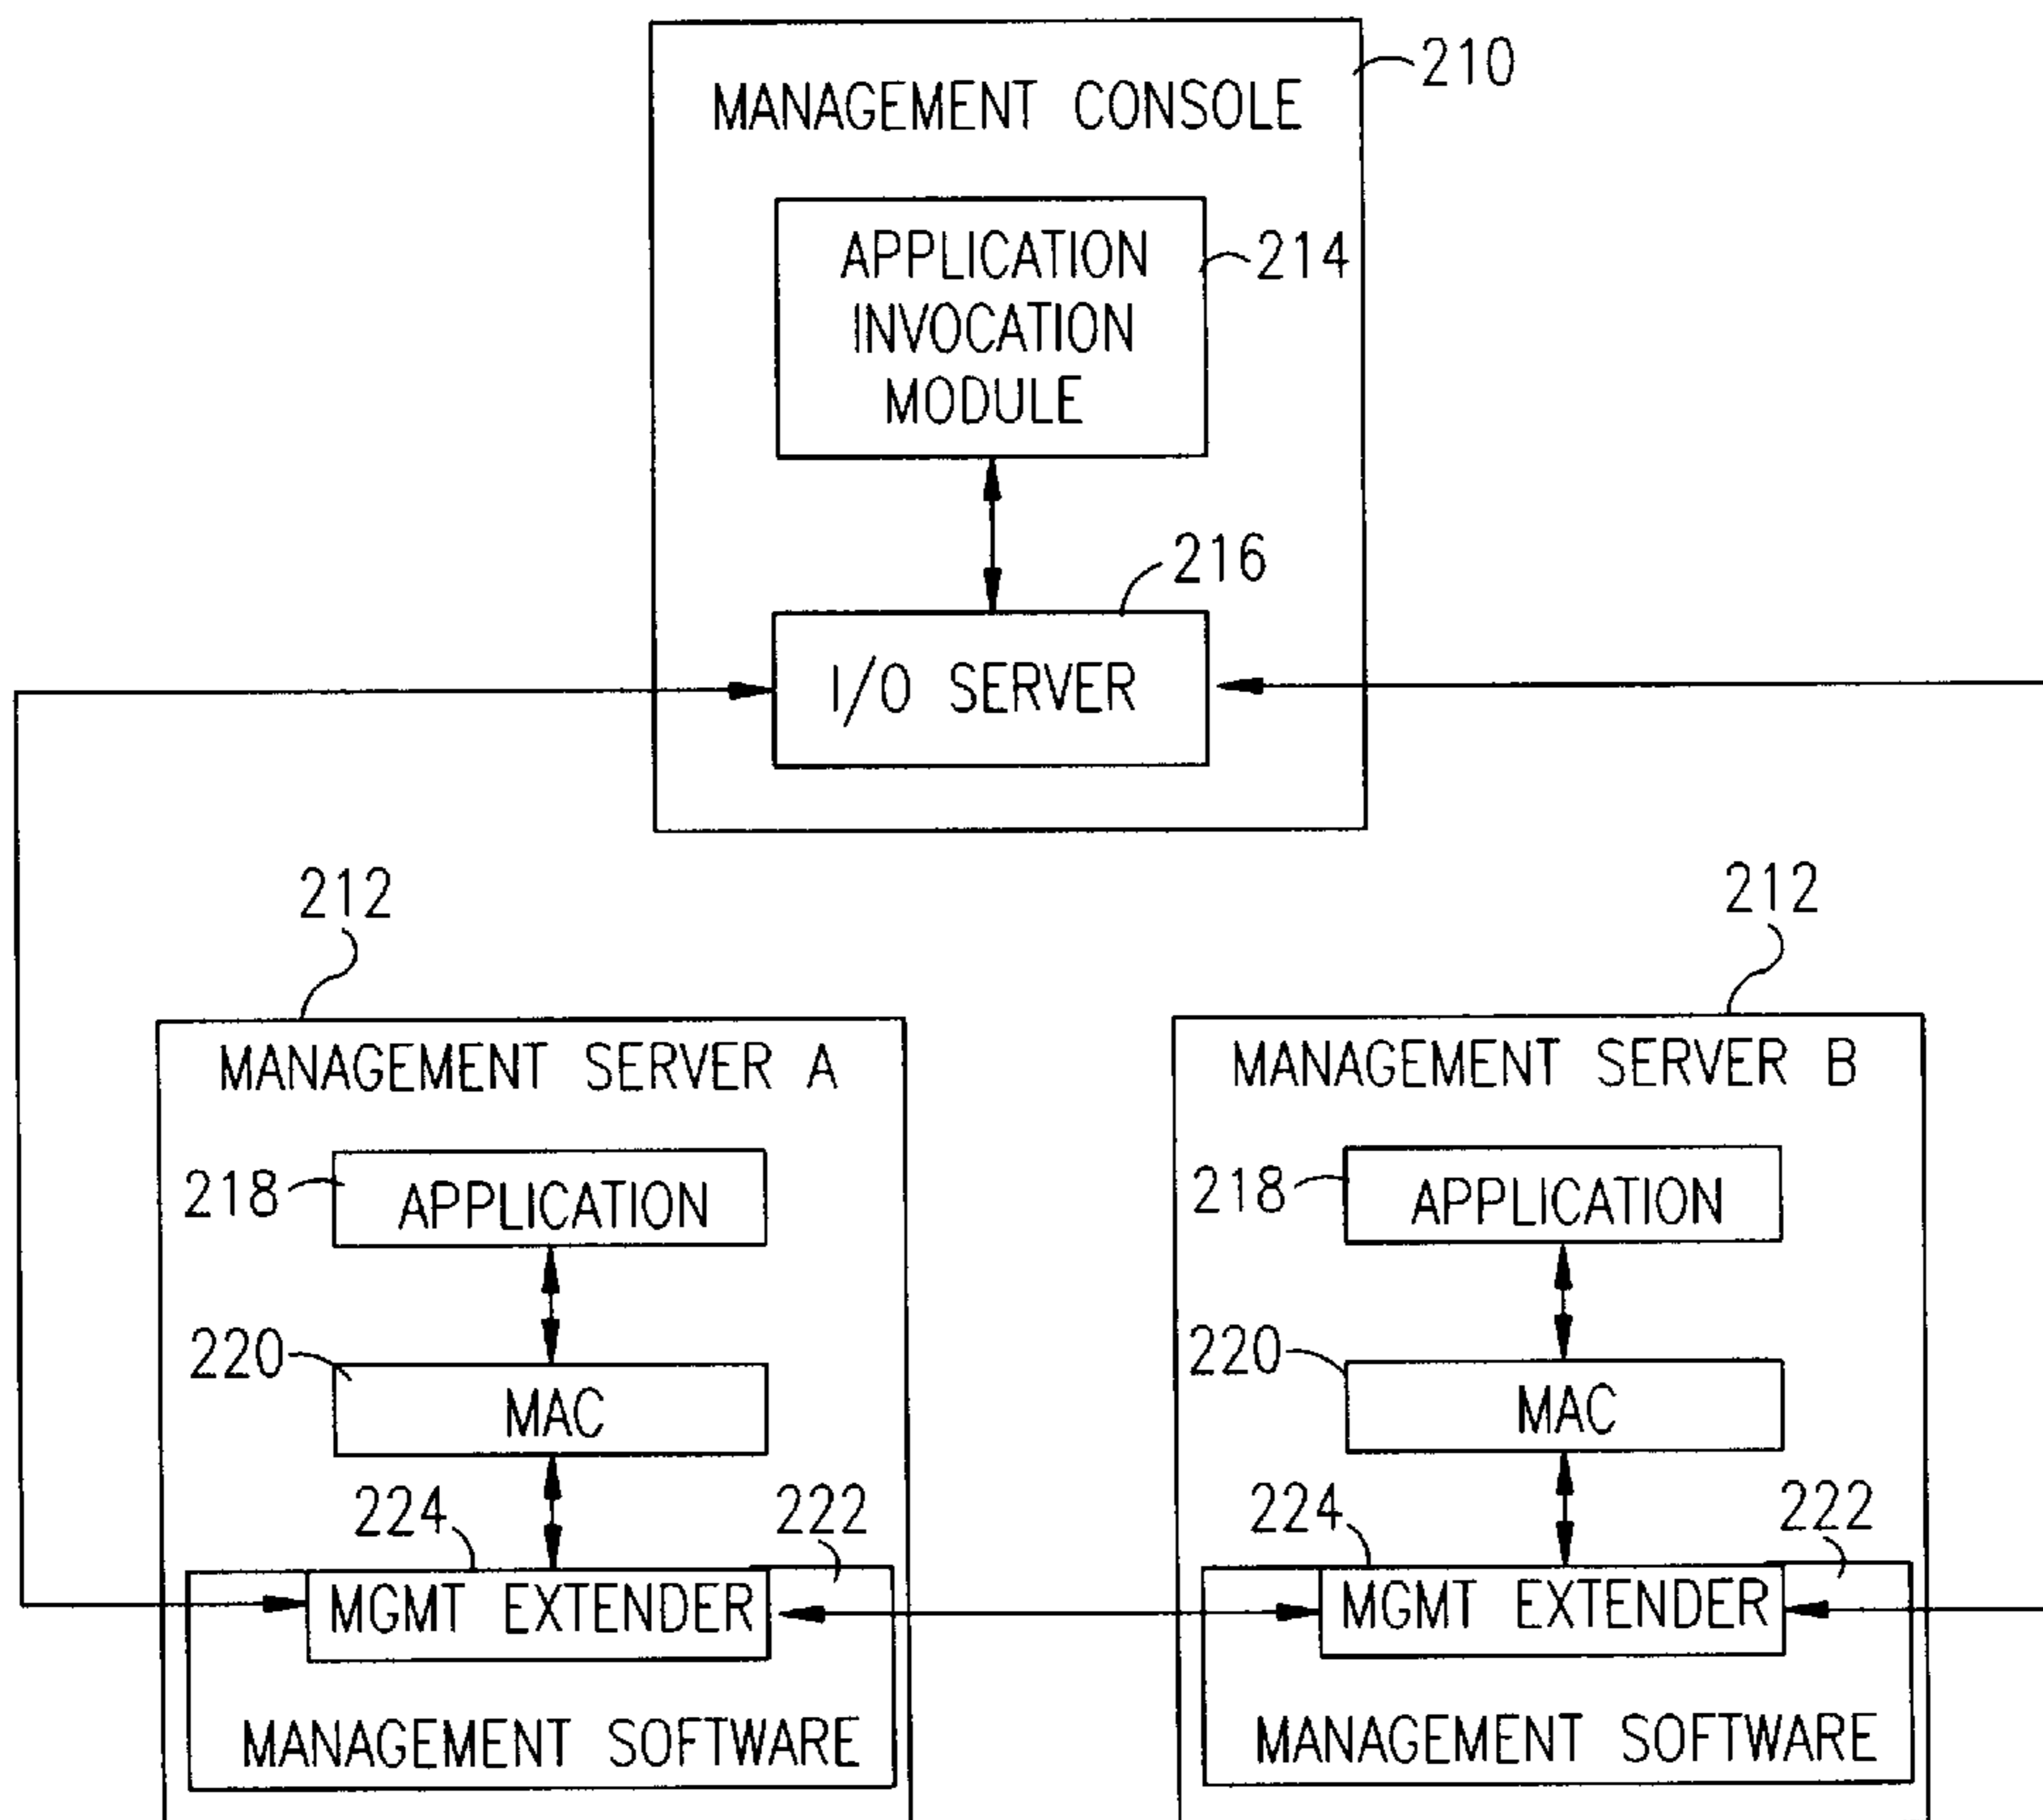 210
MANAGEMENT CONSOLE
APPLICATION
INVOCATION
MODULE
214
216
I/O SERVER
212
212
MANAGEMENT SERVER A
218
APPLICATION
220
MAC
224
222
MGMT EXTENDER
MANAGEMENT SOFTWARE
MANAGEMENT SERVER B
218
APPLICATION
220
MAC
224
222
MGMT EXTENDER
MANAGEMENT SOFTWARE